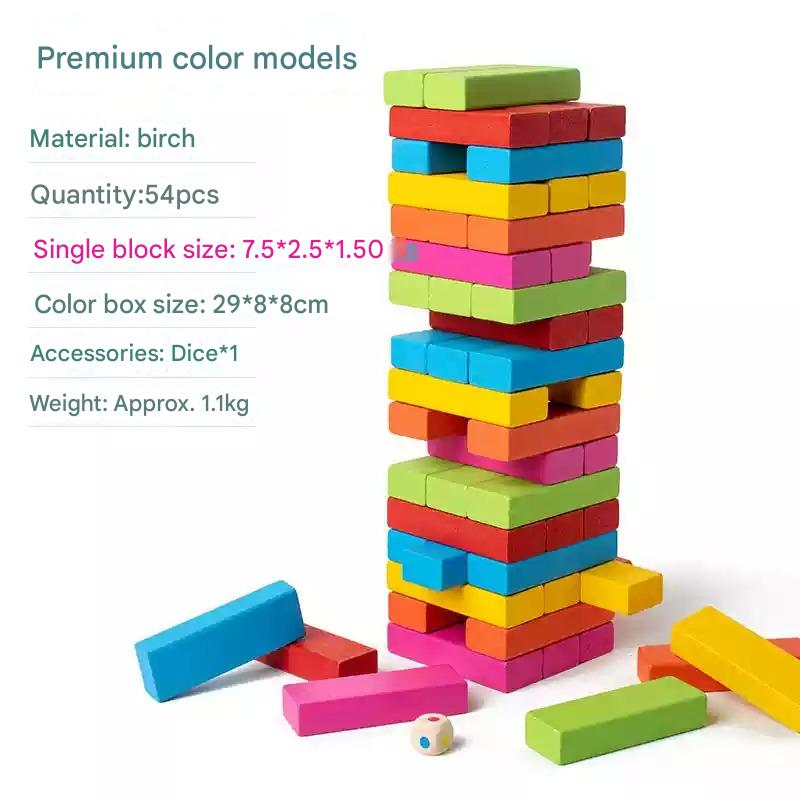 Premium color models
Material: birch
Quantity:54pcs
Single block size: 7.5*2.5*1.50
Color box size: 29*8*8cm
Accessories: Dice*1
Weight: Approx. 1.1kg